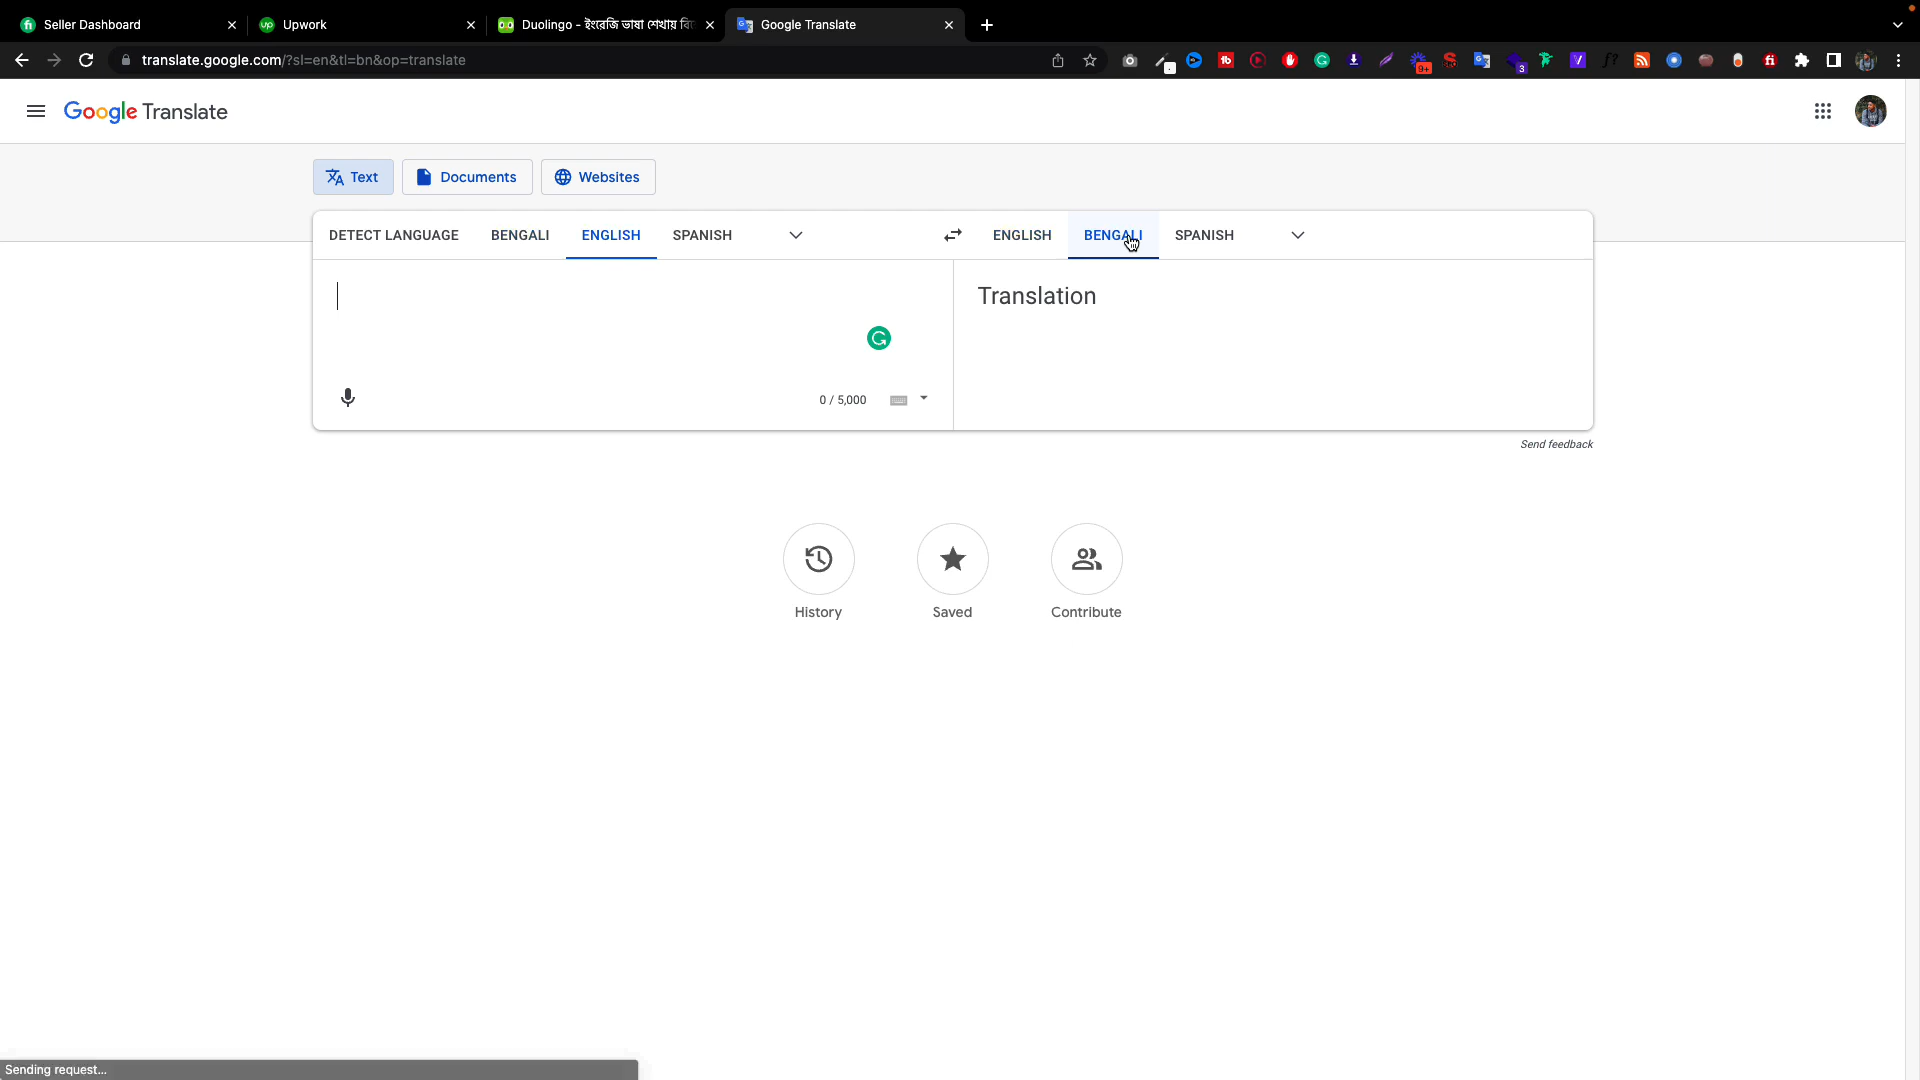 Seller Dashboard
Upwork
Duolingo - ইংরেজি ভাষা শেখায়
Google Translate
translate.google.com/?sl=en&tl=bn&op=translate
9+
3
Google Translate
Text
Documents
Websites
DETECT LANGUAGE BENGALI ENGLISH SPANISH
ENGLISH BENGALI SPANISH
Translation
0 / 5,000
Send feedback
History
Saved
Contribute
Sending request...